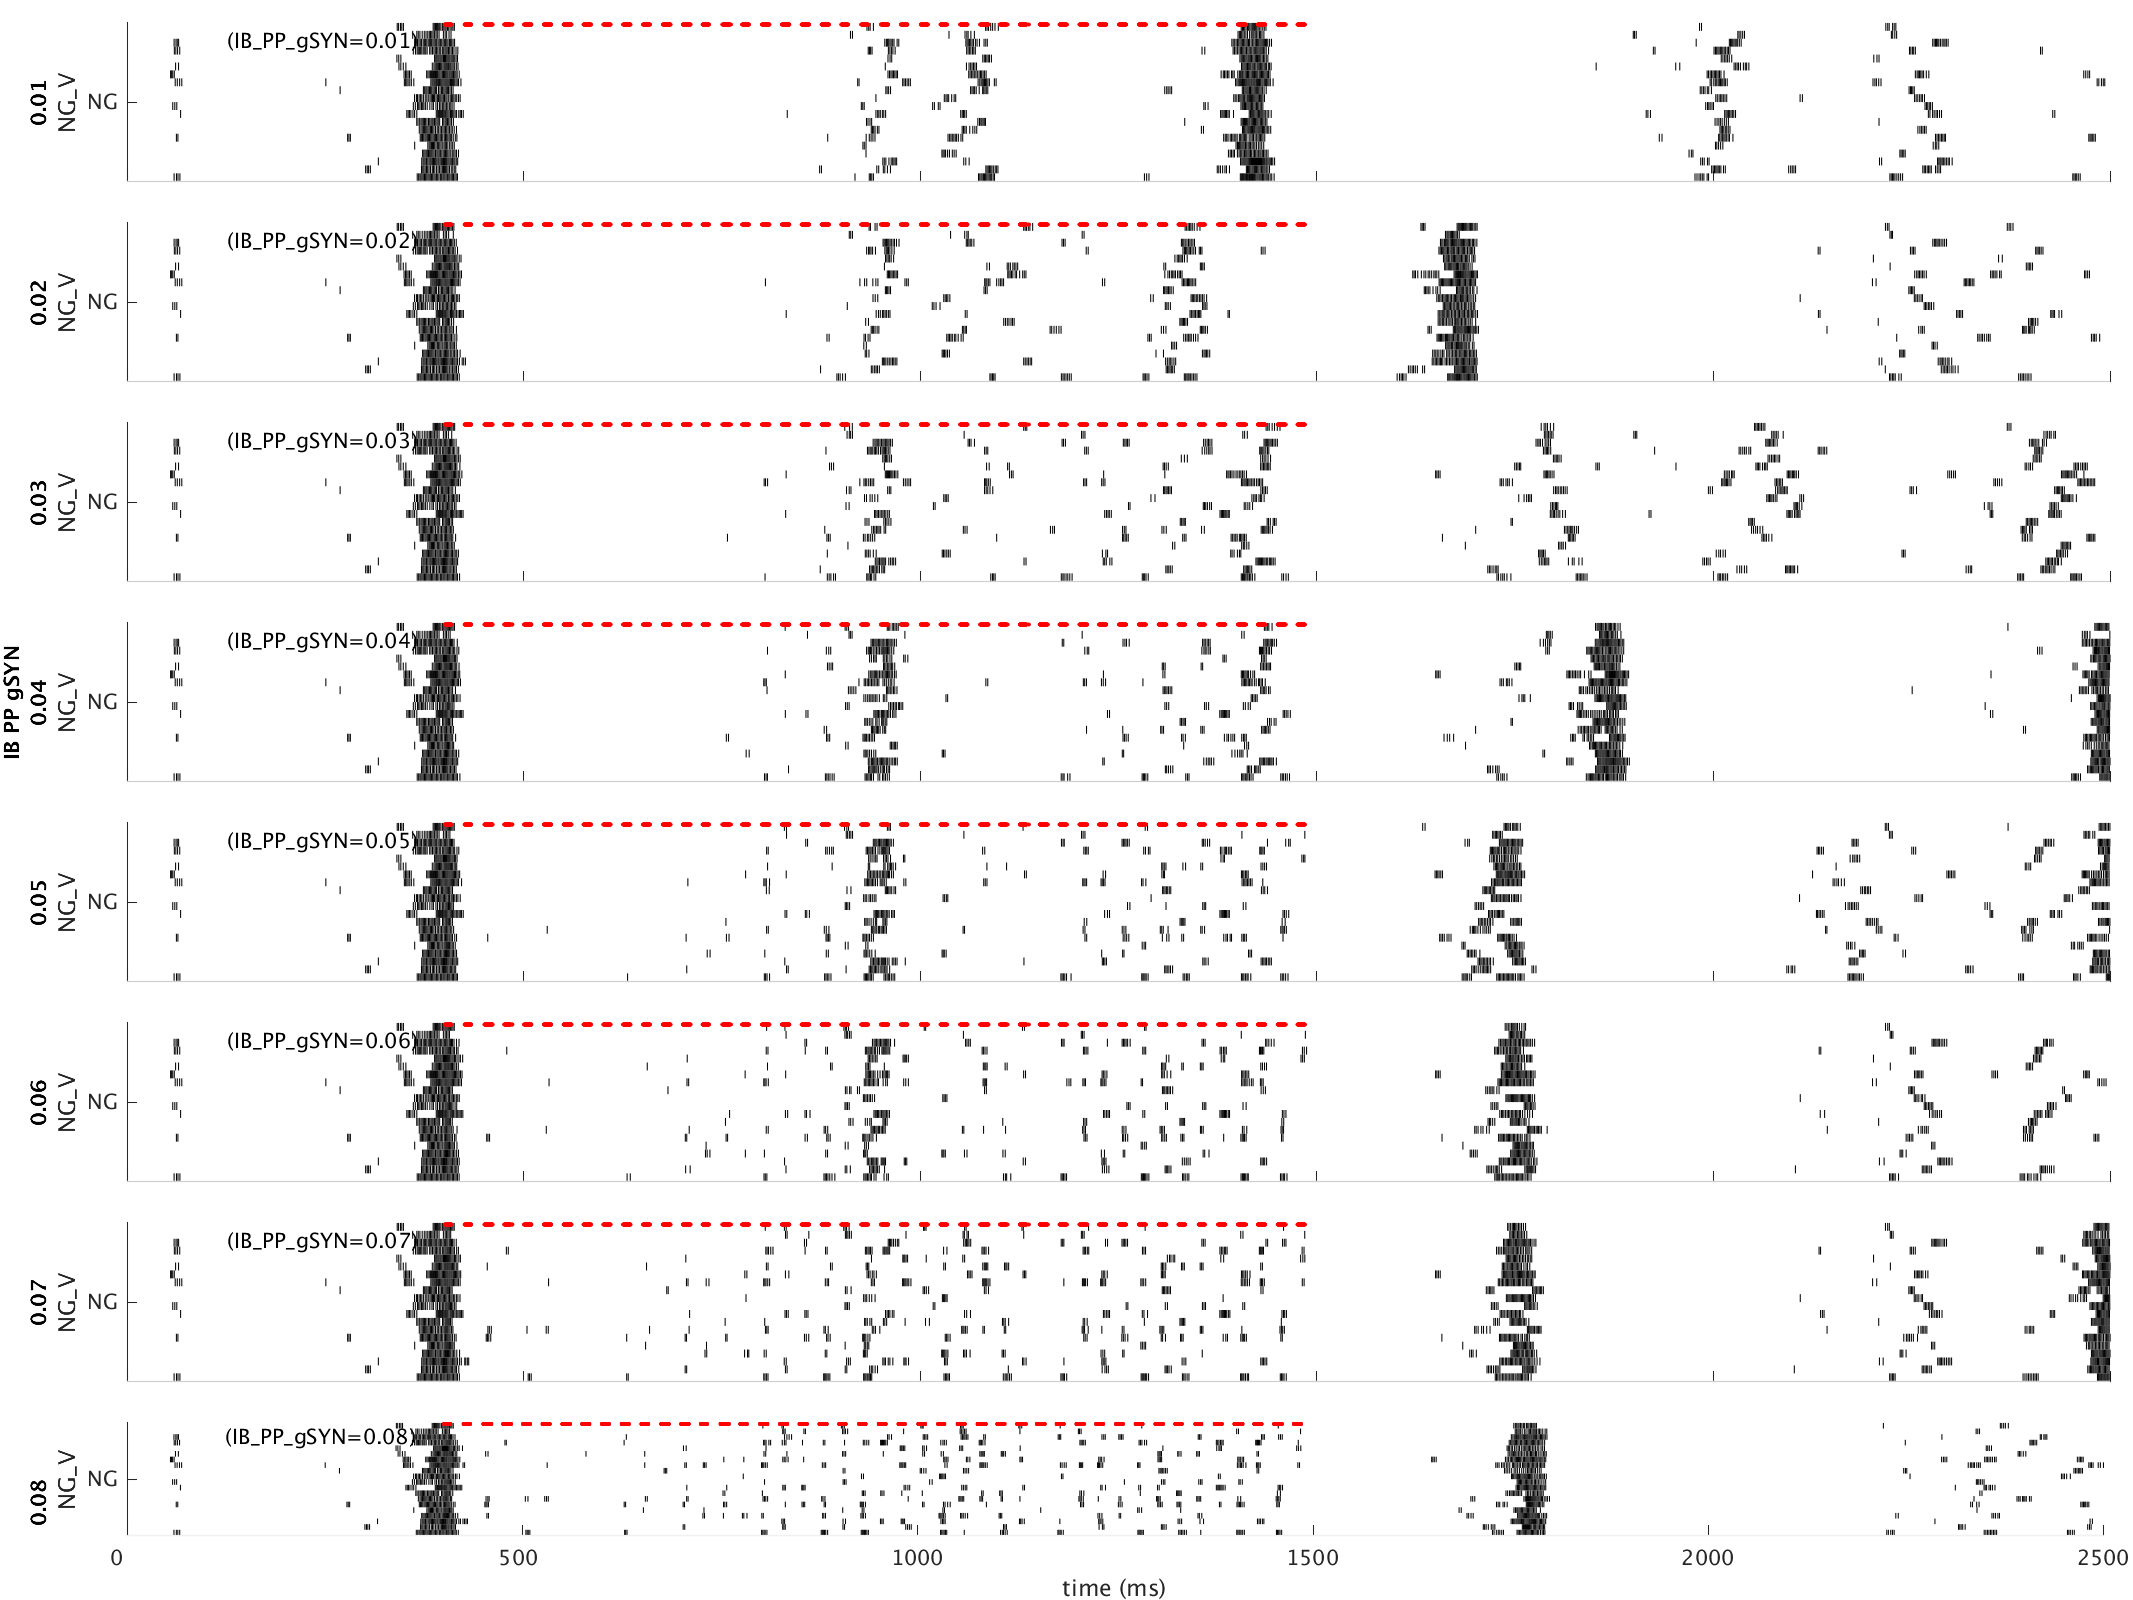 IB PP gSYN
0.01
NG_V
NG
(IB_PP_gSYN=0.01)
0.02
NG_V
NG
(IB_PP_gSYN=0.02)
0.03
NG_V
NG
(IB_PP_gSYN=0.03)
0.04
NG_V
NG
(IB_PP_gSYN=0.04)
0.05
NG_V
NG
(IB_PP_gSYN=0.05)
0.06
NG_V
NG
(IB_PP_gSYN=0.06)
0.07
NG_V
NG
(IB_PP_gSYN=0.07)
0.08
NG_V
NG
(IB_PP_gSYN=0.08)
0 500 1000 1500 2000 2500
time (ms)